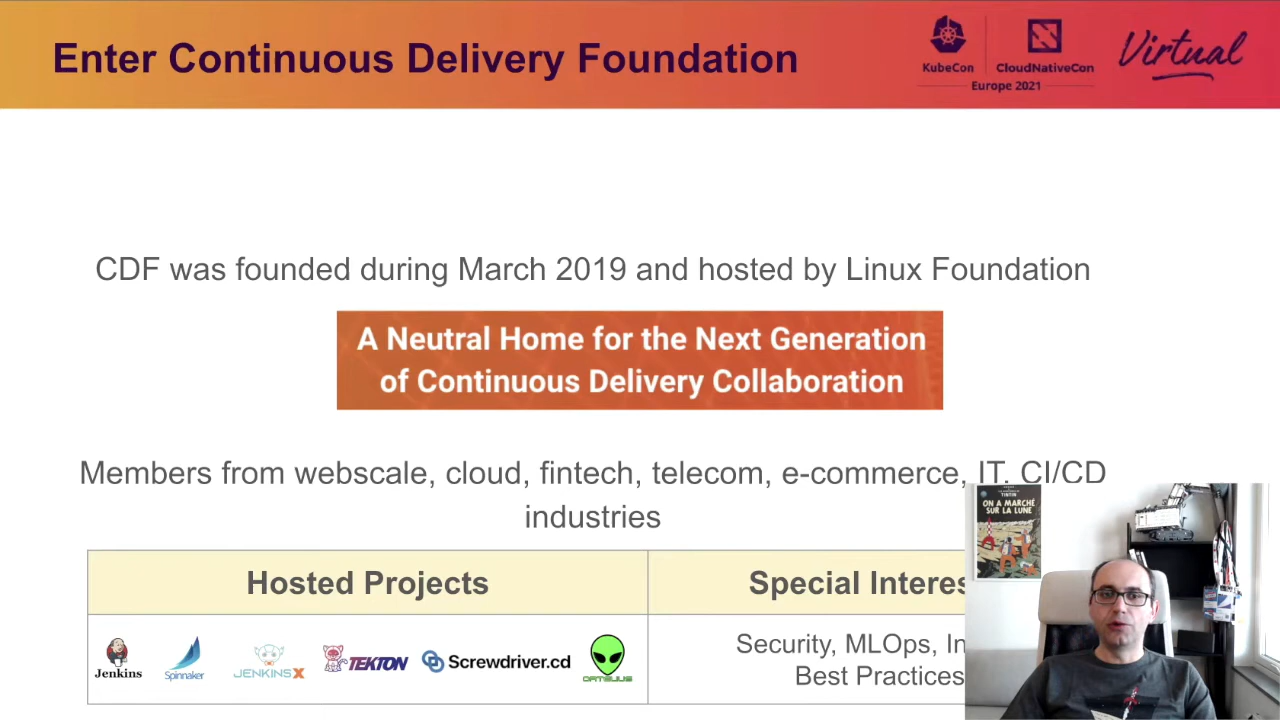 Enter Continuous Delivery Foundation
KubeCon
CloudNativeCon
Europe 2021
Virtual
CDF was founded during March 2019 and hosted by Linux Foundation
A Neutral Home for the Next Generation
of Continuous Delivery Collaboration
Members from webscale, cloud, fintech, telecom, e-commerce, IT, CI/CD
industries
TINTIN
ON A MARCHÉ
SUR LA LUNE
Hosted Projects
Special Interes
Jenkins
Spinnaker
JENKINS X
TEKTON
Screwdriver.cd
ORTELIUS
Security, MLOps, In
Best Practices